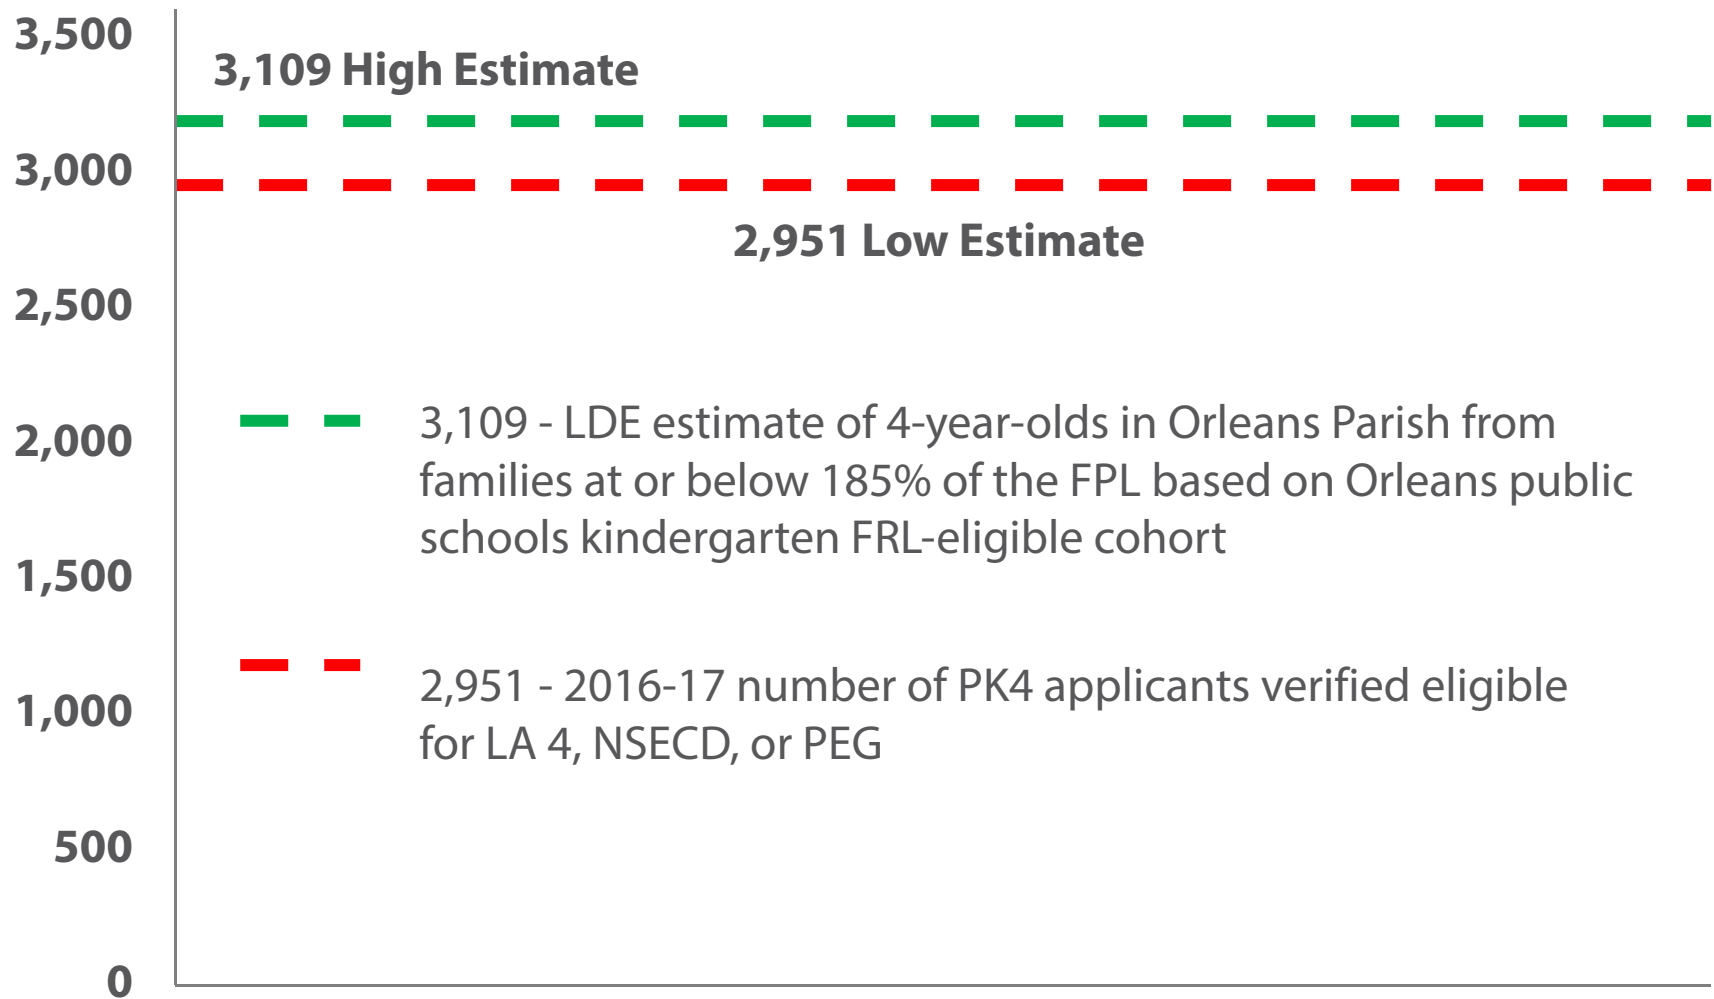 3,500
3,109 High Estimate
3,000
2,951 Low Estimate
2,500
2,000
3,109 - LDE estimate of 4-year-olds in Orleans Parish from
families at or below 185% of the FPL based on Orleans public
schools kindergarten FRL-eligible cohort
1,500
1,000
2,951 - 2016-17 number of PK4 applicants verified eligible
for LA 4, NSECD, or PEG
500
0